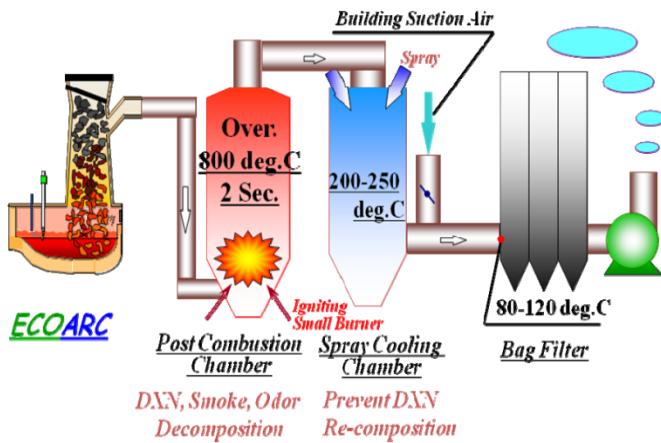 Building Suction Air
Spray
Over.
800 deg.C
2 Sec.
200-250
deg.C
80-120 deg.C
Igniting
Small Burner
ECOARC
Post Combustion
Chamber
Spray Cooling
Chamber
Bag Filter
DXN, Smoke, Odor
Decomposition
Prevent DXN
Re-composition